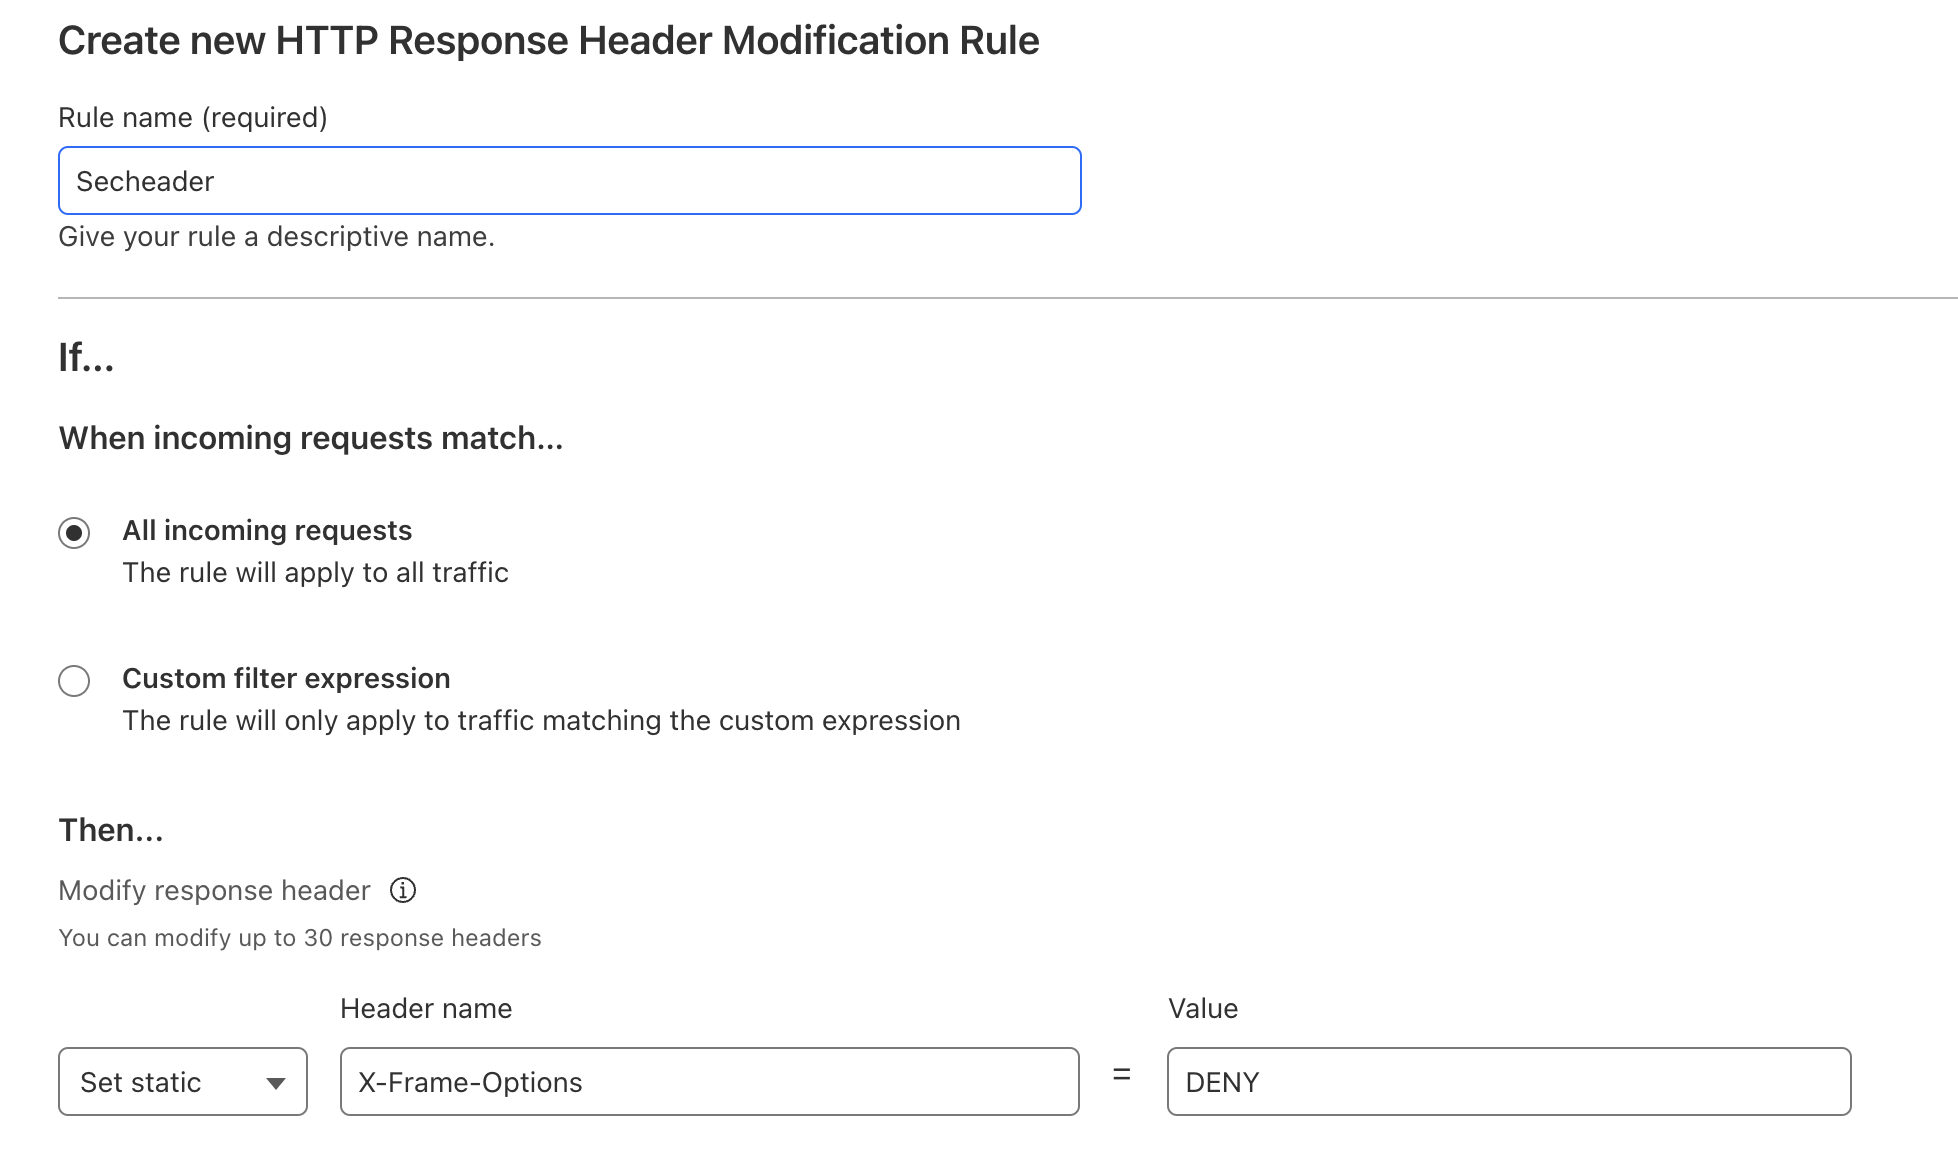 Create new HTTP Response Header Modification Rule
Rule name (required)
Secheader
Give your rule a descriptive name.
If...
When incoming requests match...
All incoming requests
The rule will apply to all traffic
Custom filter expression
The rule will only apply to traffic matching the custom expression
Then...
Modify response header
You can modify up to 30 response headers
Header name Value
Set static X-Frame-Options = DENY